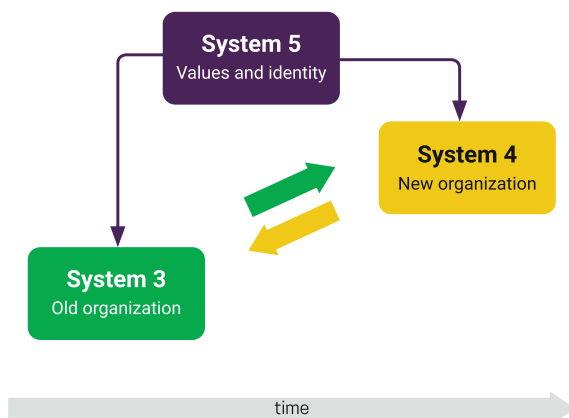 System 5
Values and identity
System 4
New organization
System 3
Old organization
time